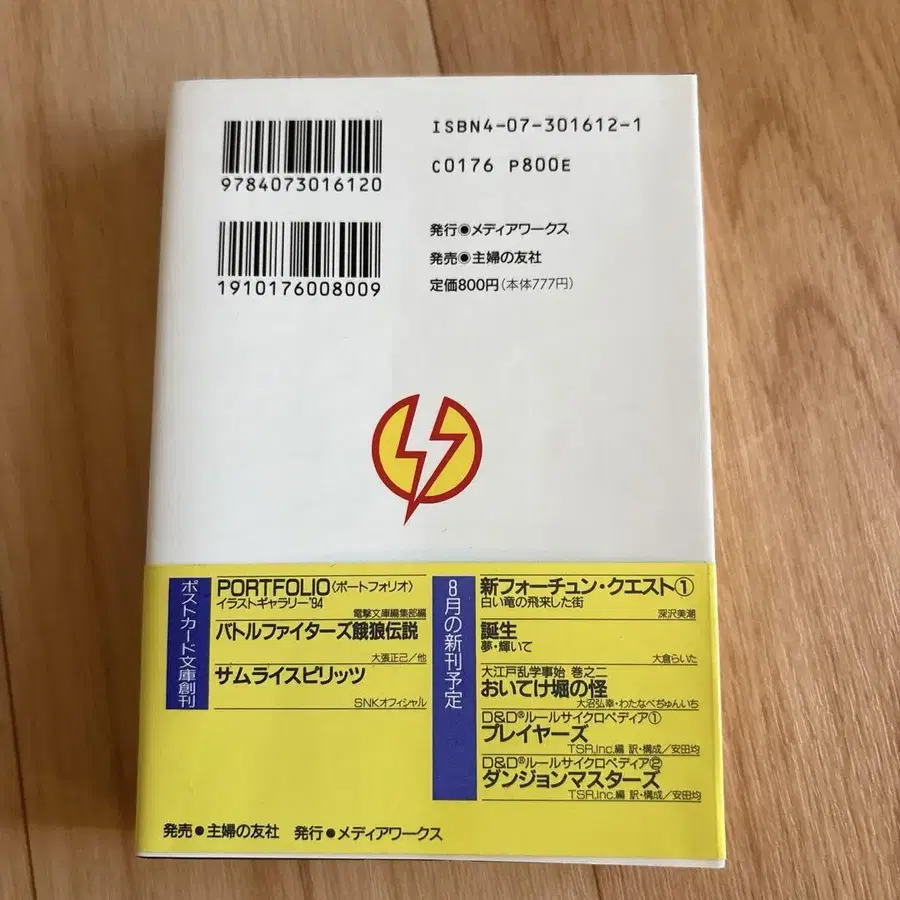 ISBN4-07-301612-1
C0176 P800E
9784073016120
1910176008009
発行◉メディアワークス
発売◉主婦の友社
定価800円(本体777円)
ポストカード文庫創刊
PORTFOLIO〈ポートフォリオ〉
イラストギャラリー'94
電撃文庫編集部編
バトルファイターズ餓狼伝説
大張正己/他
サムライスピリッツ
SNKオフィシャル
8月の新刊予定
新フォーチュン・クエスト①
白い竜の飛来した街
深沢美潮
誕生
夢・輝いて
大倉らいた
大江戸乱学事始 巻之二
おいてけ堀の怪
大沼弘幸・わたなべぢゅんいち
D&D®ルールサイクロペディア①
プレイヤーズ
TSR,Inc.編 訳・構成/安田均
D&D®ルールサイクロペディア②
ダンジョンマスターズ
TSR,Inc.編 訳・構成/安田均
発売●主婦の友社 発行●メディアワークス